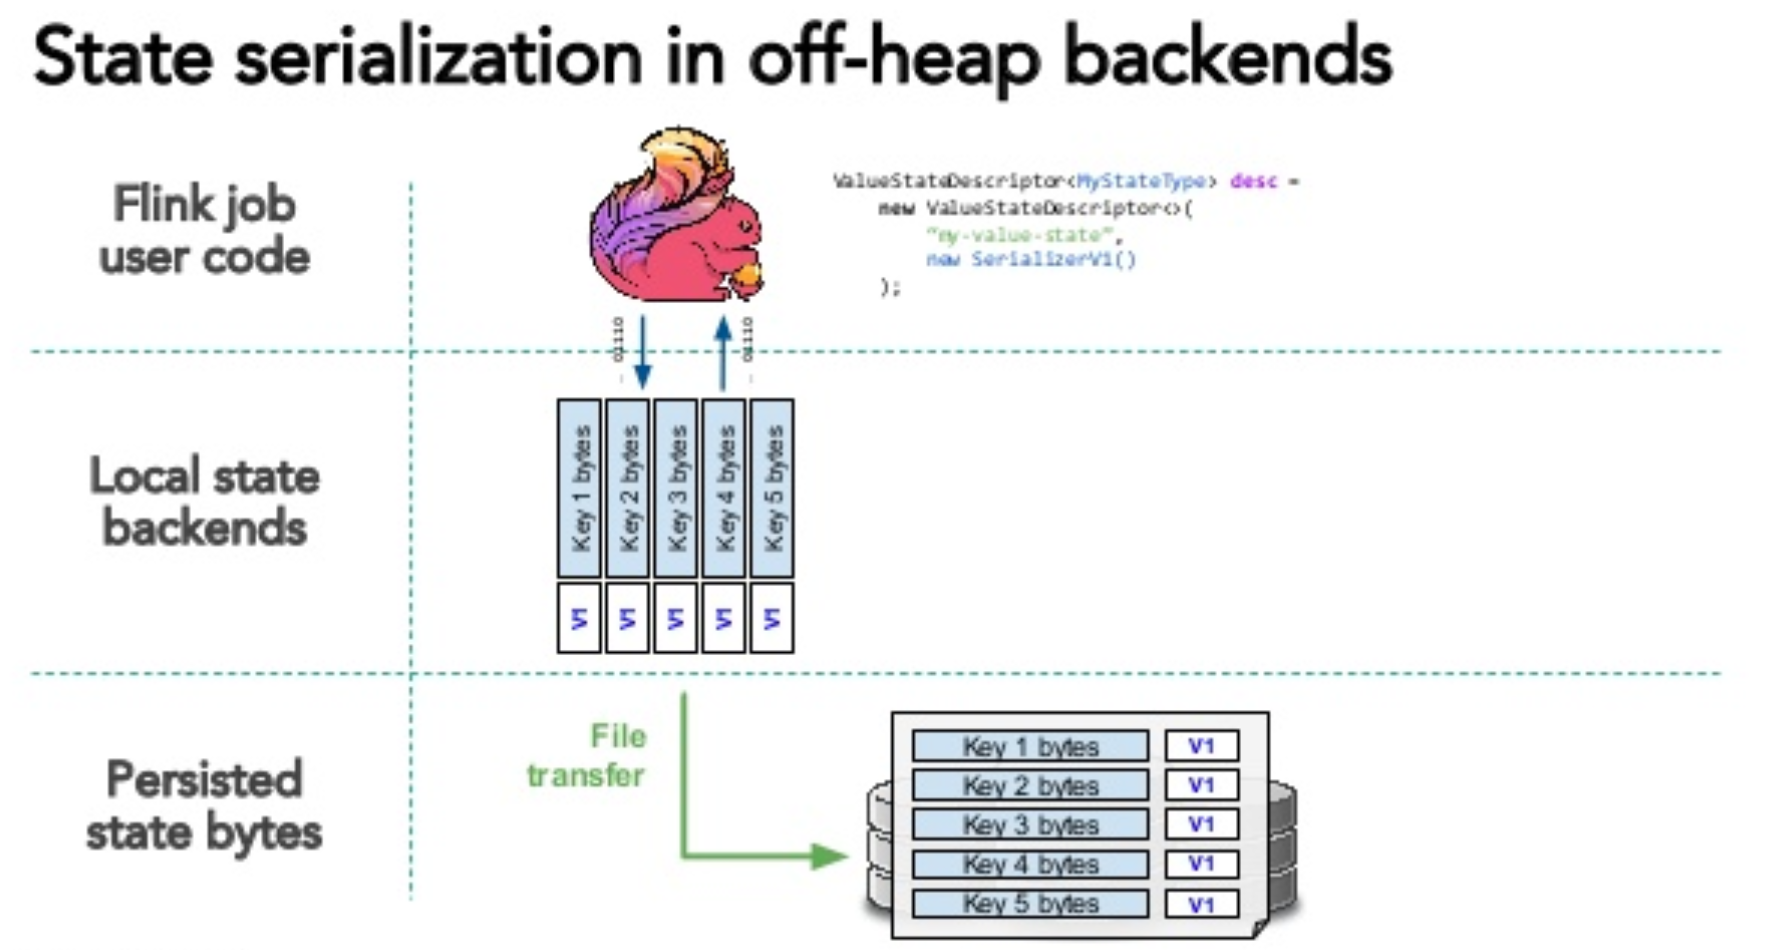 State serialization in off-heap backends
Flink job
user code
ValueStateDescriptor<MyStateType> desc =
new ValueStateDescriptor<>(
"my-value-state",
new SerializerV1()
);
01110
01110
Local state
backends
Key 1 bytes
Key 2 bytes
Key 3 bytes
Key 4 bytes
Key 5 bytes
V1
V1
V1
V1
V1
File
transfer
Persisted
state bytes
Key 1 bytes V1
Key 2 bytes V1
Key 3 bytes V1
Key 4 bytes V1
Key 5 bytes V1